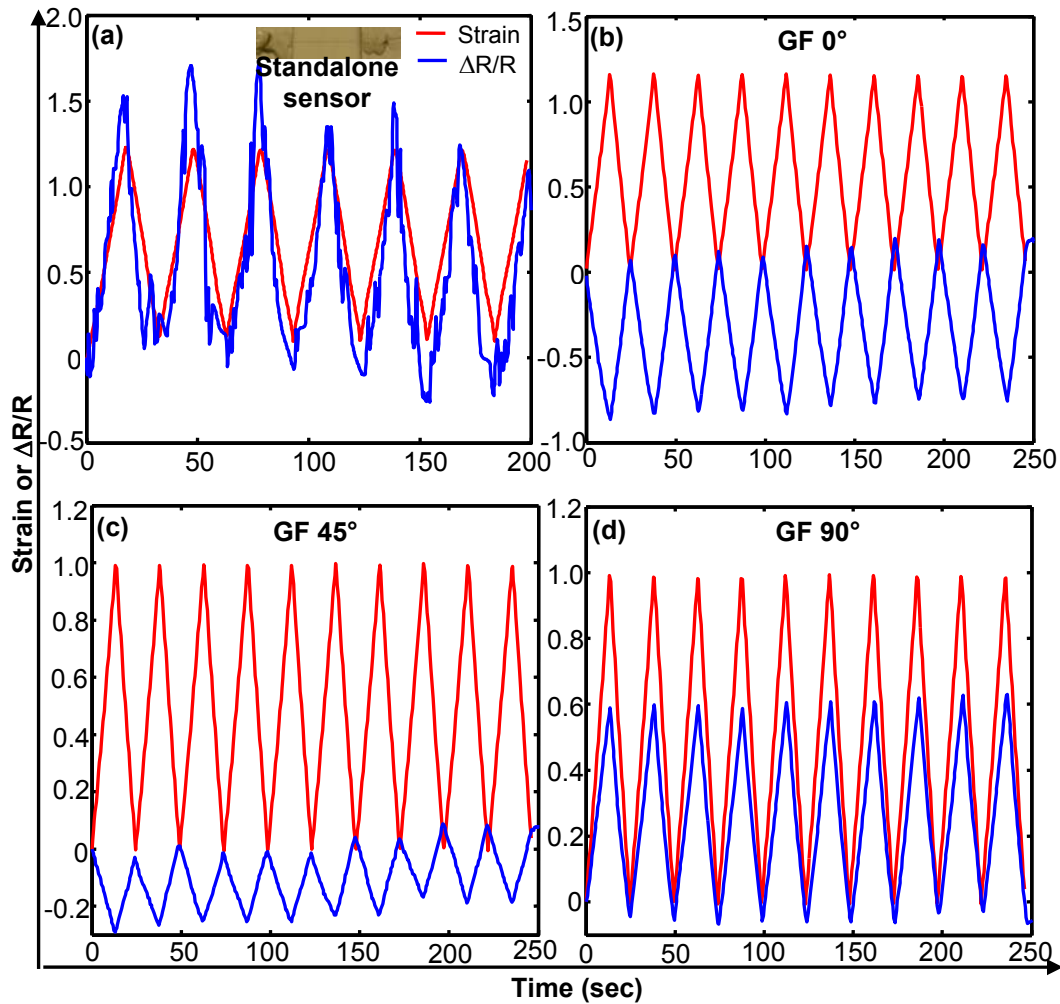 (a)
Strain
ΔR/R
Standalone
sensor
2.0
1.5
1.0
0.5
0
-0.5
0 50 100 150 200
(b)
GF 0°
1.5
1.0
0.5
0
-0.5
-1.0
0 50 100 150 200 250
Strain or ΔR/R
(c)
GF 45°
1.2
1.0
0.8
0.6
0.4
0.2
0
-0.2
0 50 100 150 200 250
(d)
GF 90°
1.2
1.0
0.8
0.6
0.4
0.2
0
0 50 100 150 200 250
Time (sec)